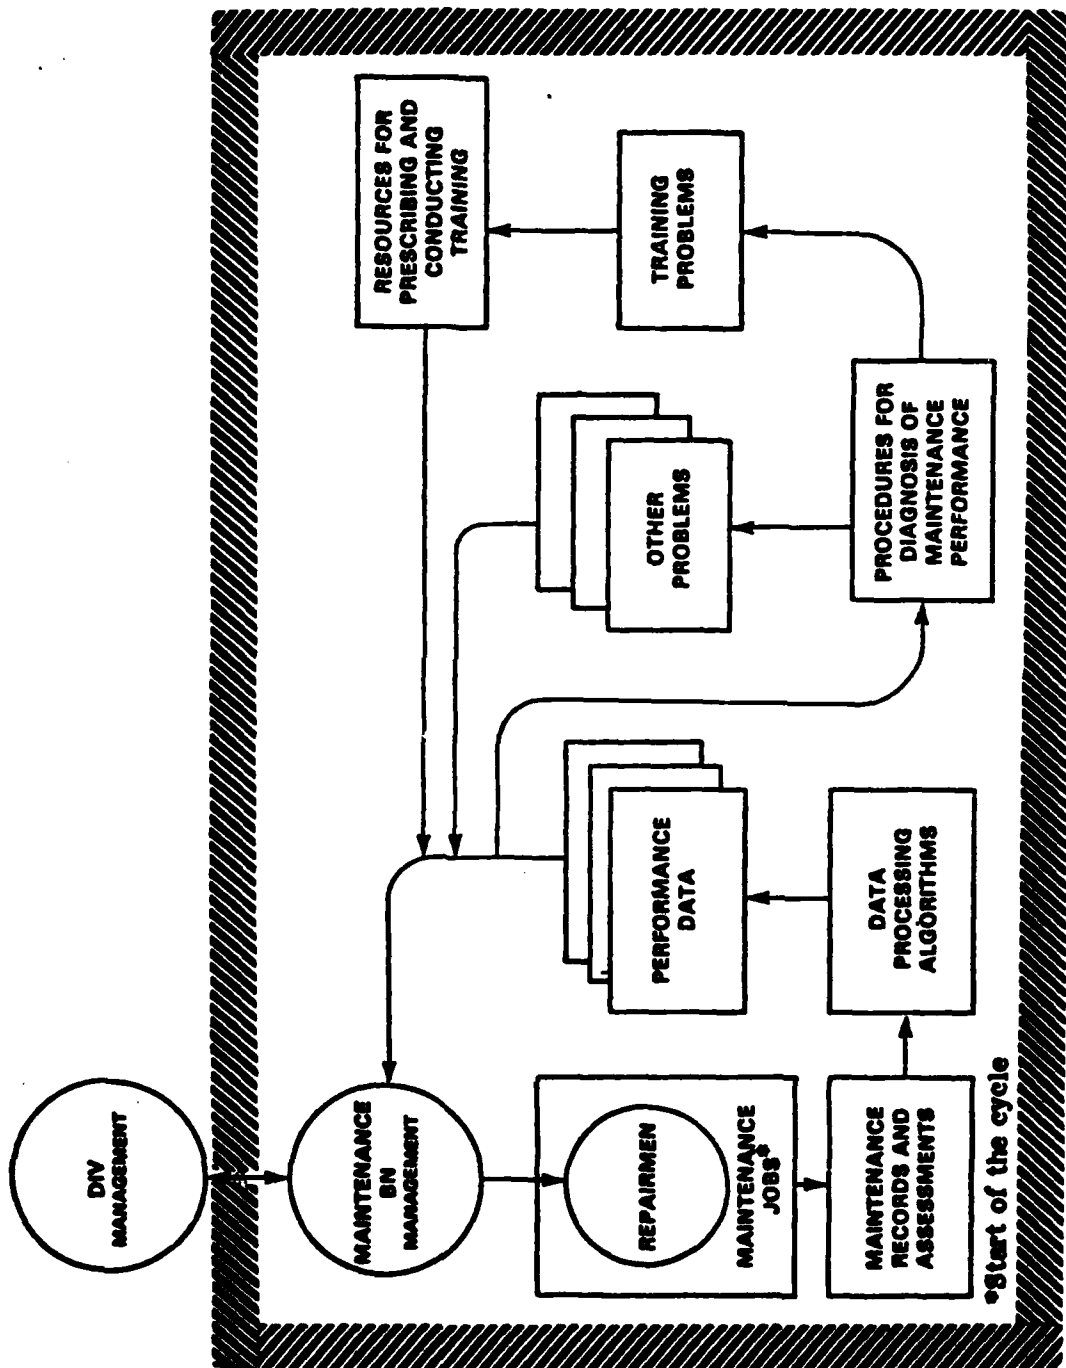 DIV
MANAGEMENT
MAINTENANCE
BN
MANAGEMENT
REPAIRMEN
MAINTENANCE
JOBS*
MAINTENANCE
RECORDS AND
ASSESSMENTS
DATA
PROCESSING
ALGORITHMS
PERFORMANCE
DATA
PROCEDURES FOR
DIAGNOSIS OF
MAINTENANCE
PERFORMANCE
OTHER
PROBLEMS
TRAINING
PROBLEMS
RESOURCES FOR
PRESCRIBING AND
CONDUCTING
TRAINING
*Start of the cycle